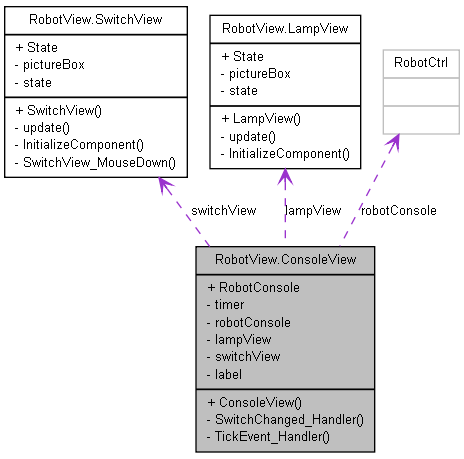 RobotView.SwitchView
+ State
- pictureBox
- state
+ SwitchView()
- update()
- InitializeComponent()
- SwitchView_MouseDown()
RobotView.LampView
+ State
- pictureBox
- state
+ LampView()
- update()
- InitializeComponent()
RobotCtrl
switchView
lampView
robotConsole
RobotView.ConsoleView
+ RobotConsole
- timer
- robotConsole
- lampView
- switchView
- label
+ ConsoleView()
- SwitchChanged_Handler()
- TickEvent_Handler()